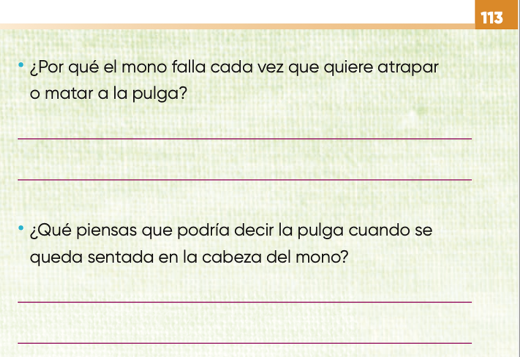 113
• ¿Por qué el mono falla cada vez que quiere atrapar
o matar a la pulga?
• ¿Qué piensas que podría decir la pulga cuando se
queda sentada en la cabeza del mono?